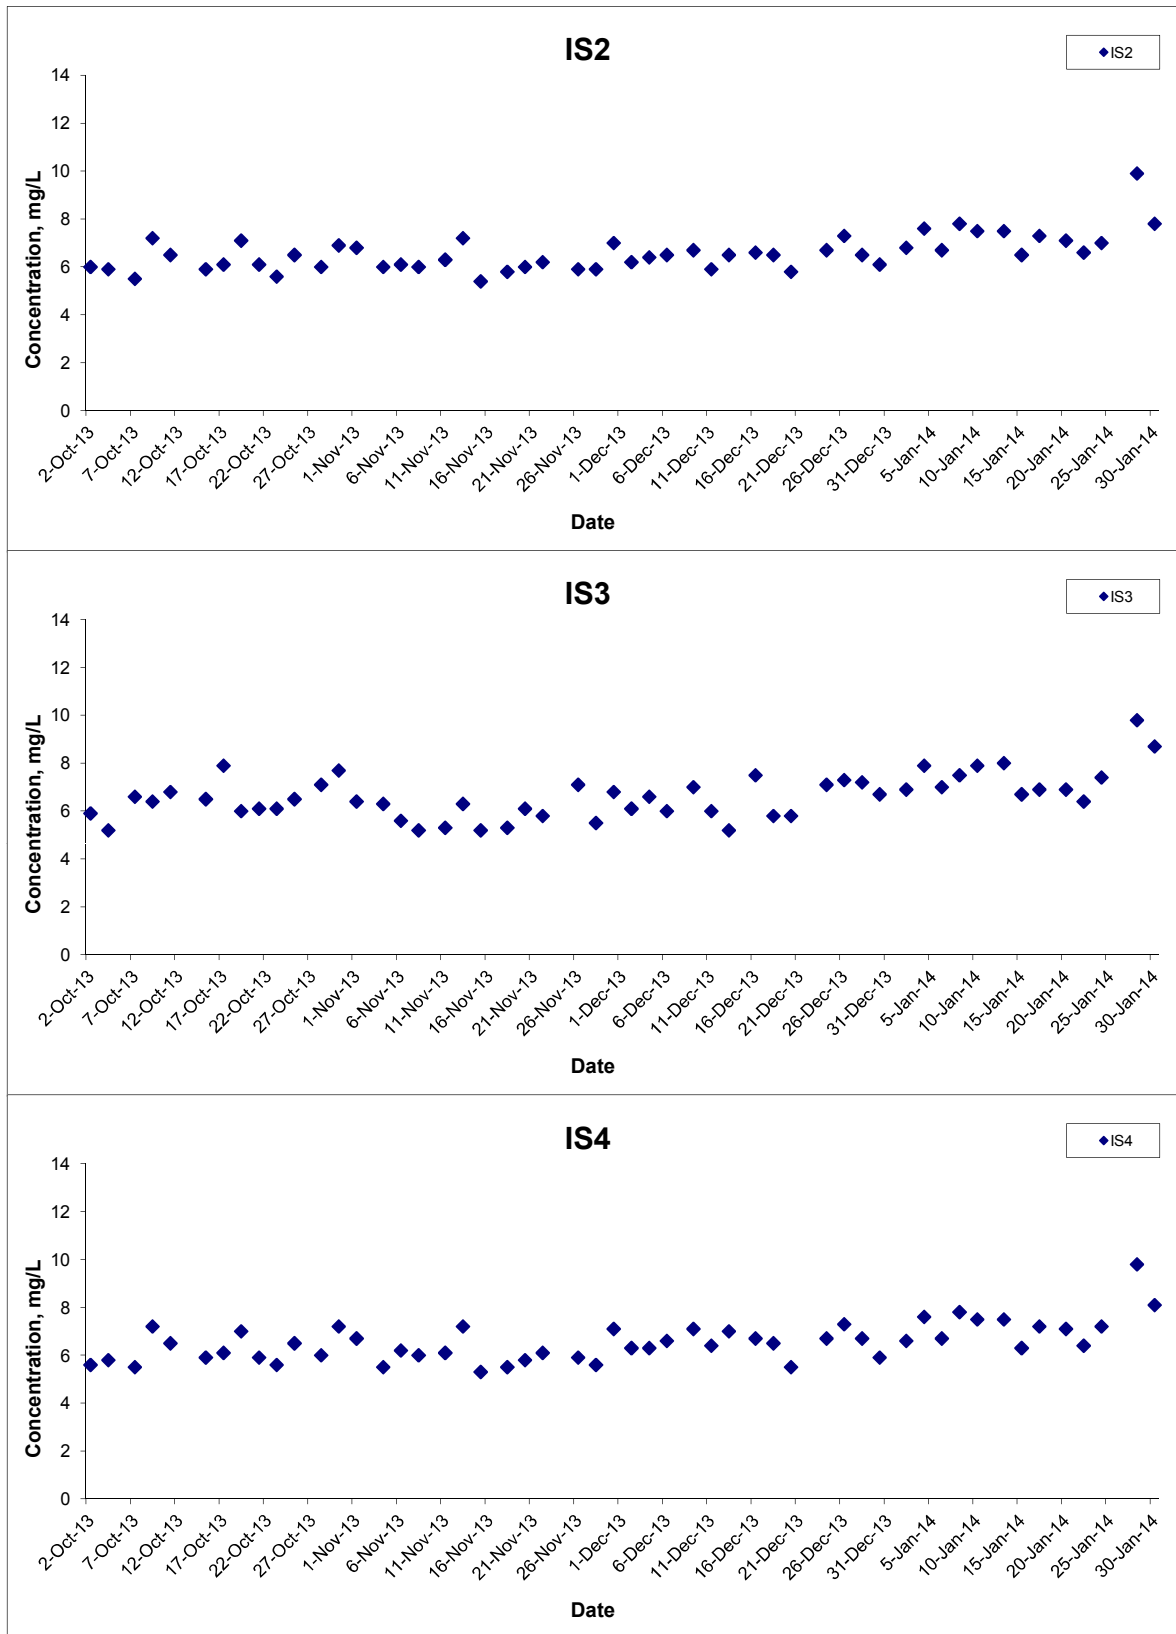 IS2
IS2
14
12
10
8
6
4
2
0
Concentration, mg/L
2-Oct-13
7-Oct-13
12-Oct-13
17-Oct-13
22-Oct-13
27-Oct-13
1-Nov-13
6-Nov-13
11-Nov-13
16-Nov-13
21-Nov-13
26-Nov-13
1-Dec-13
6-Dec-13
11-Dec-13
16-Dec-13
21-Dec-13
26-Dec-13
31-Dec-13
5-Jan-14
10-Jan-14
15-Jan-14
20-Jan-14
25-Jan-14
30-Jan-14
Date
IS3
IS3
14
12
10
8
6
4
2
0
Concentration, mg/L
2-Oct-13
7-Oct-13
12-Oct-13
17-Oct-13
22-Oct-13
27-Oct-13
1-Nov-13
6-Nov-13
11-Nov-13
16-Nov-13
21-Nov-13
26-Nov-13
1-Dec-13
6-Dec-13
11-Dec-13
16-Dec-13
21-Dec-13
26-Dec-13
31-Dec-13
5-Jan-14
10-Jan-14
15-Jan-14
20-Jan-14
25-Jan-14
30-Jan-14
Date
IS4
IS4
14
12
10
8
6
4
2
0
Concentration, mg/L
2-Oct-13
7-Oct-13
12-Oct-13
17-Oct-13
22-Oct-13
27-Oct-13
1-Nov-13
6-Nov-13
11-Nov-13
16-Nov-13
21-Nov-13
26-Nov-13
1-Dec-13
6-Dec-13
11-Dec-13
16-Dec-13
21-Dec-13
26-Dec-13
31-Dec-13
5-Jan-14
10-Jan-14
15-Jan-14
20-Jan-14
25-Jan-14
30-Jan-14
Date